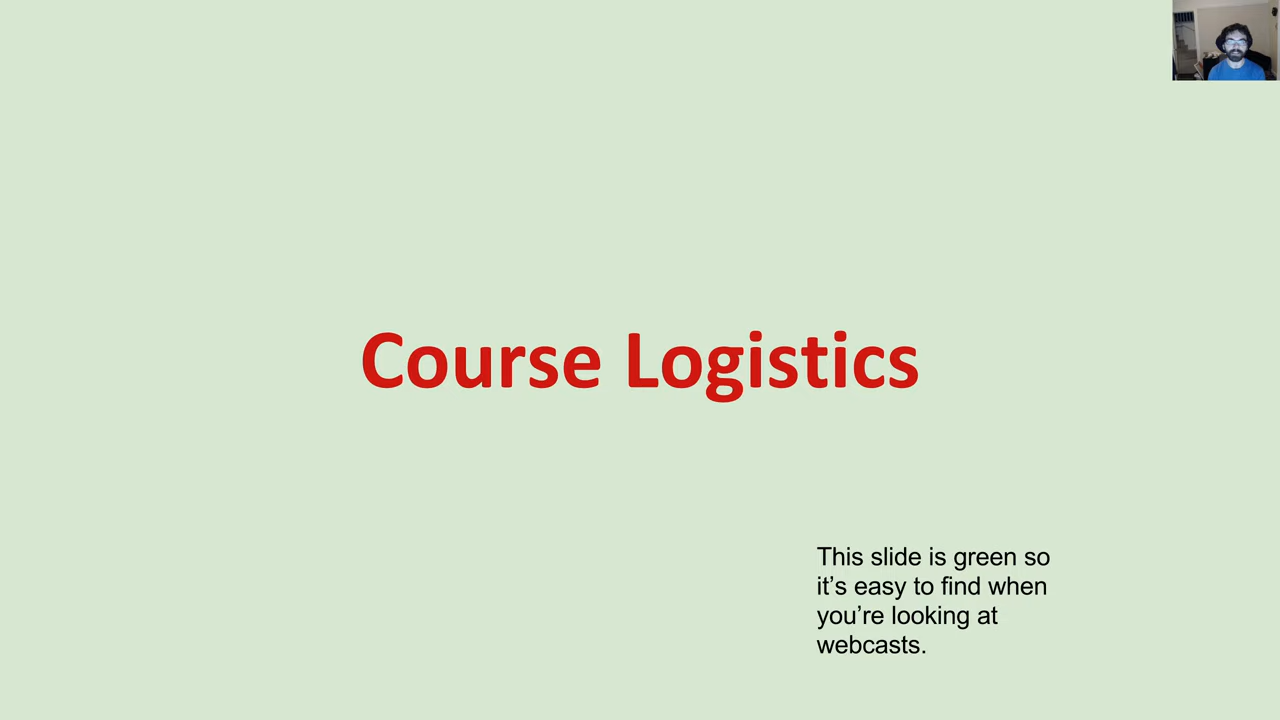 Course Logistics
This slide is green so
it’s easy to find when
you’re looking at
webcasts.